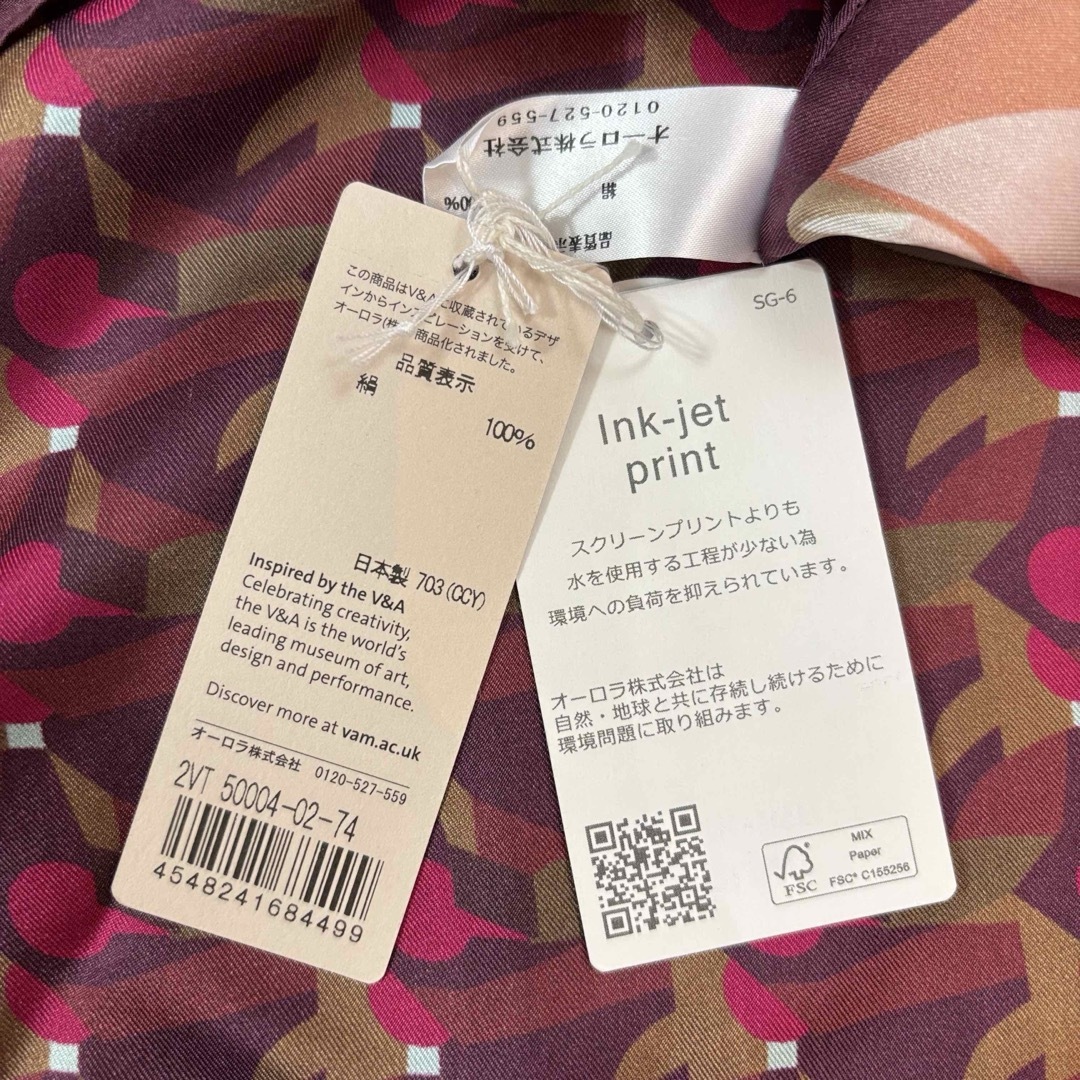 0120-527-559
オーロラ株式会社
絹
00%
品質表示
この商品はV&Aに収蔵されているデザ
インからインスピレーションを受けて、
オーロラ(株) 商品化されました。
品質表示
絹
100%
日本製 703(CCY)
Inspired by the V&A
Celebrating creativity,
the V&A is the world's
leading museum of art,
design and performance.
Discover more at vam.ac.uk
オーロラ株式会社 0120-527-559
2VT 50004-02-74
4548241684499
SG-6
Ink-jet
print
スクリーンプリントよりも
水を使用する工程が少ない為
環境への負荷を抑えられています。
オーロラ株式会社は
自然・地球と共に存続し続けるために
環境問題に取り組みます。
FSC
MIX
Paper
FSC® C155256